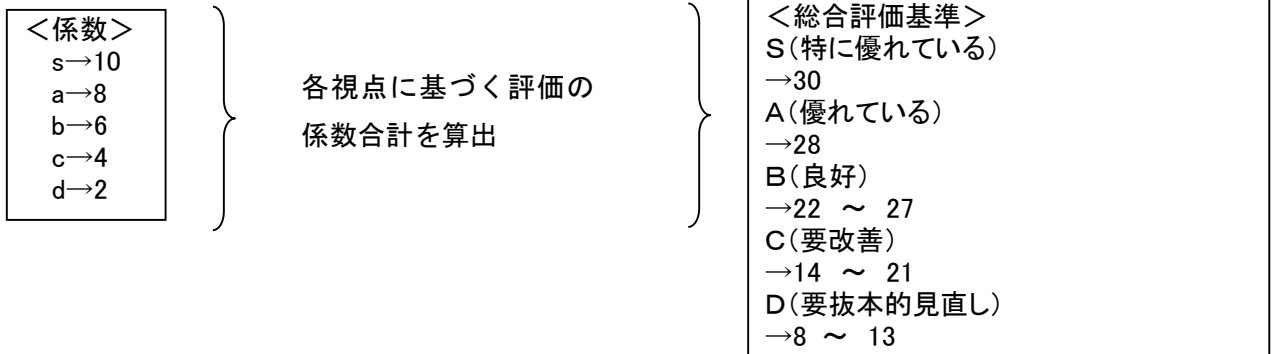 ＜係数＞
s→10
a→8
b→6
c→4
d→2
各視点に基づく評価の
係数合計を算出
＜総合評価基準＞
Ｓ（特に優れている）
→30
Ａ（優れている）
→28
Ｂ（良好）
→22 ～ 27
Ｃ（要改善）
→14 ～ 21
Ｄ（要抜本的見直し）
→8 ～ 13